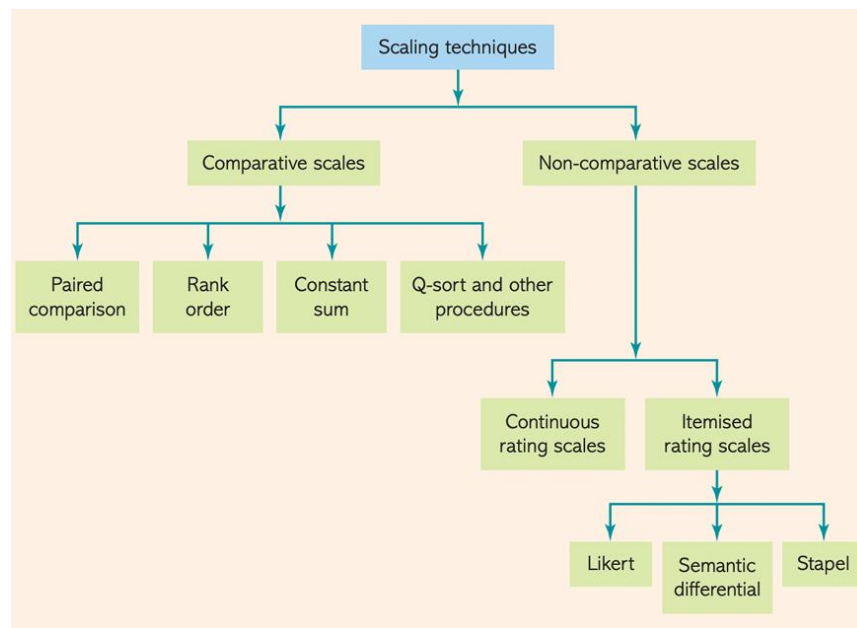 Scaling techniques
Comparative scales
Non-comparative scales
Paired
comparison
Rank
order
Constant
sum
Q-sort and other
procedures
Continuous
rating scales
Itemised
rating scales
Likert
Semantic
differential
Stapel